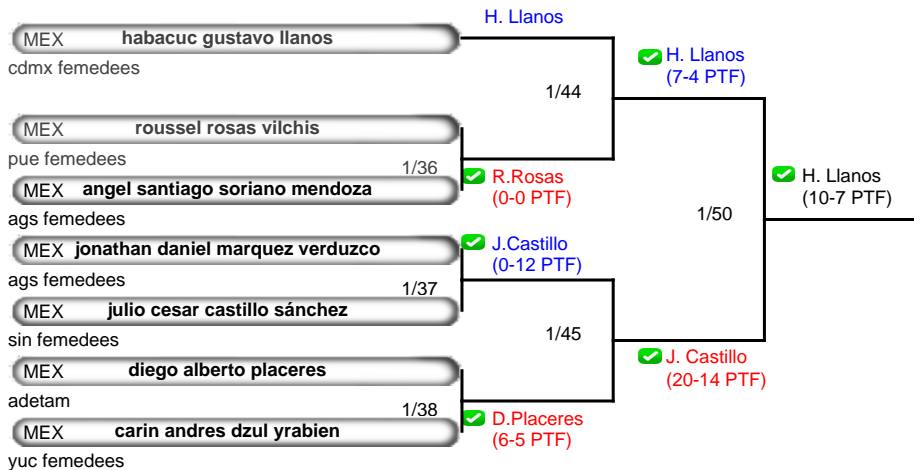 H. Llanos
MEX habacuc gustavo llanos
cdmx femedees
H. Llanos
(7-4 PTF)
1/44
MEX roussel rosas vilchis
pue femedees
1/36
R.Rosas
(0-0 PTF)
MEX angel santiago soriano mendoza
ags femedees
H. Llanos
(10-7 PTF)
1/50
MEX jonathan daniel marquez verduzco
ags femedees
J.Castillo
(0-12 PTF)
1/37
MEX julio cesar castillo sánchez
sin femedees
1/45
J. Castillo
(20-14 PTF)
MEX diego alberto placeres
adetam
1/38
D.Placeres
(6-5 PTF)
MEX carin andres dzul yrabien
yuc femedees